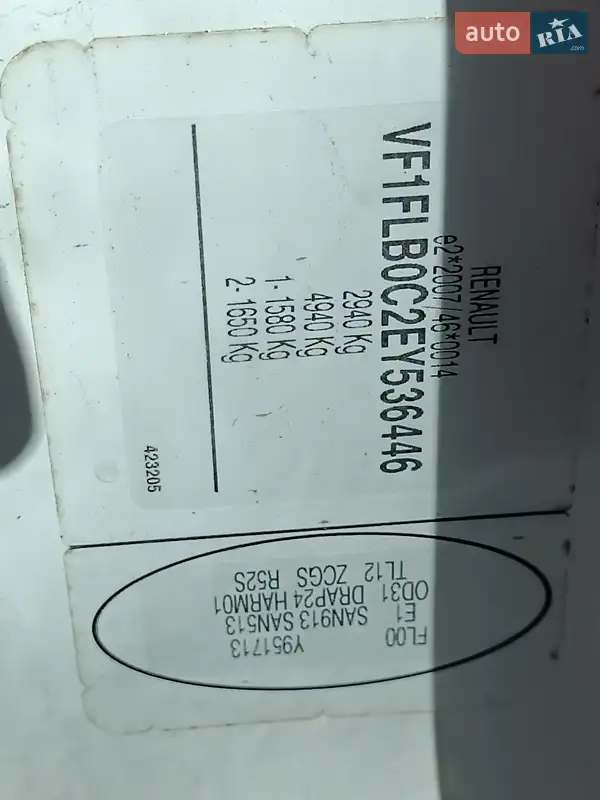 auto RIA.com
RENAULT
e2*2007/46*0014
VF1FLB0C2EY536446
2940 Kg
4940 Kg
1- 1580 Kg
2- 1650 Kg
423205
FL00 Y951713
E1 SAN913 SAN513
OD31 DRAP24 HARM01
TL12 ZCGS R52S